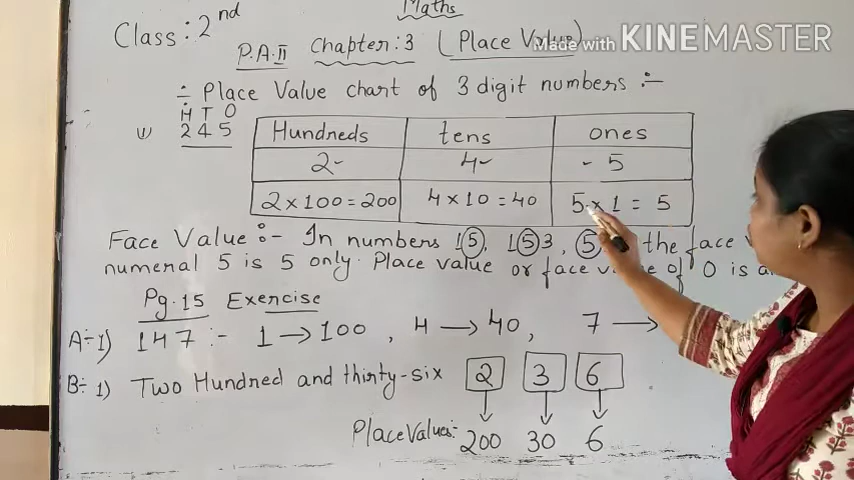 Maths
Class: 2nd
Made with KINEMASTER
P.A.II Chapter: 3 (Place Value)
÷ Place Value chart of 3 digit numbers :-
H T O
1) 245
Hundreds tens ones
2- 4- - 5
2 x 100 = 200 4 x 10 = 40 5 x 1 = 5
Face Value :- In numbers 15, 153, 5 the face
numeral 5 is 5 only. Place value or face value of 0 is
Pg. 15 Exercise
A÷1) 147 :- 1 → 100, 4 → 40, 7 →
B÷ 1) Two Hundred and thirty-six 2 3 6
Place Values:- 200 30 6